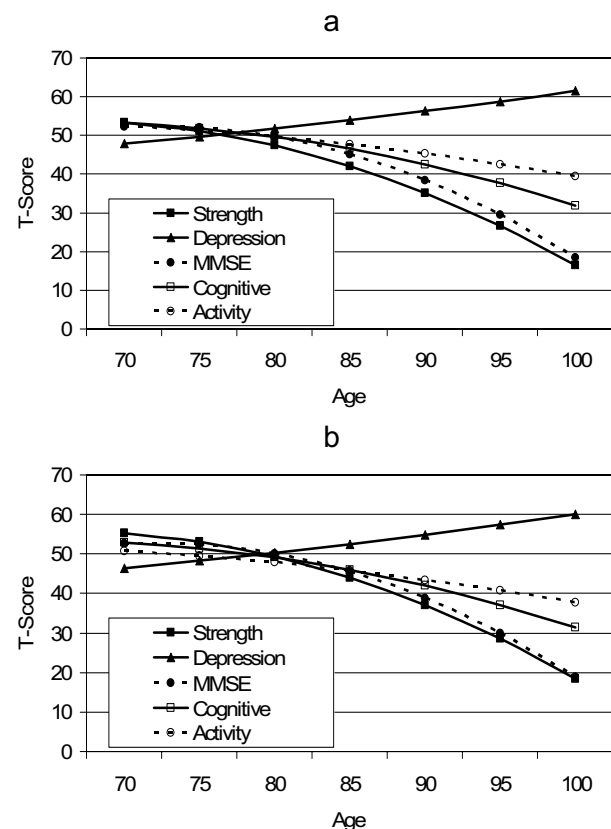 a
70
60
50
40
30
20
10
0
T-Score
Strength
Depression
MMSE
Cognitive
Activity
70 75 80 85 90 95 100
Age
b
70
60
50
40
30
20
10
0
T-Score
Strength
Depression
MMSE
Cognitive
Activity
70 75 80 85 90 95 100
Age